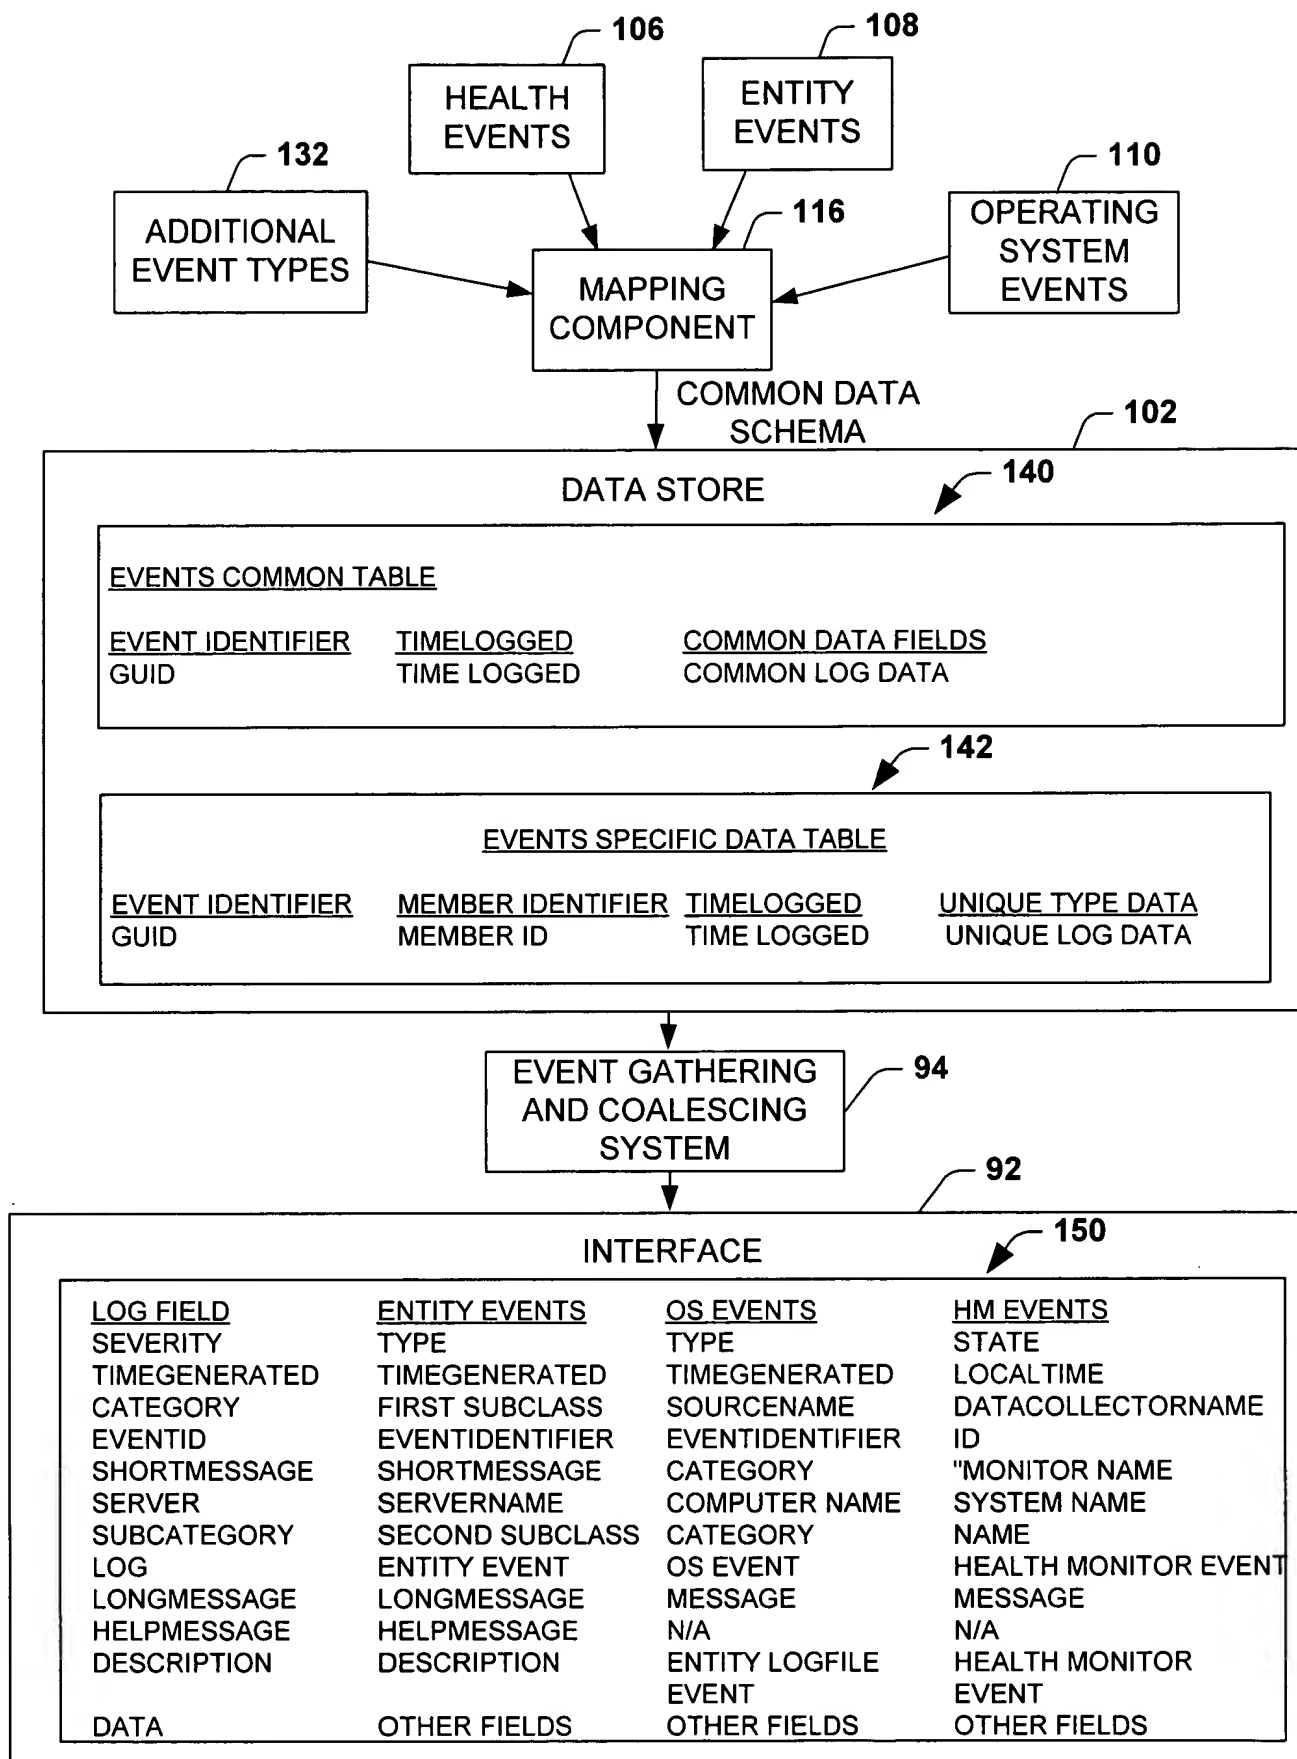 106
108
HEALTH
EVENTS
ENTITY
EVENTS
132
110
ADDITIONAL
EVENT TYPES
116
MAPPING
COMPONENT
OPERATING
SYSTEM
EVENTS
COMMON DATA
SCHEMA
102
DATA STORE
140
EVENTS COMMON TABLE
EVENT IDENTIFIER TIMELOGGED COMMON DATA FIELDS
GUID TIME LOGGED COMMON LOG DATA
142
EVENTS SPECIFIC DATA TABLE
EVENT IDENTIFIER MEMBER IDENTIFIER TIMELOGGED UNIQUE TYPE DATA
GUID MEMBER ID TIME LOGGED UNIQUE LOG DATA
EVENT GATHERING
AND COALESCING
SYSTEM
94
92
INTERFACE
150
LOG FIELD ENTITY EVENTS OS EVENTS HM EVENTS
SEVERITY TYPE TYPE STATE
TIMEGENERATED TIMEGENERATED TIMEGENERATED LOCALTIME
CATEGORY FIRST SUBCLASS SOURCENAME DATACOLLECTORNAME
EVENTID EVENTIDENTIFIER EVENTIDENTIFIER ID
SHORTMESSAGE SHORTMESSAGE CATEGORY "MONITOR NAME
SERVER SERVERNAME COMPUTER NAME SYSTEM NAME
SUBCATEGORY SECOND SUBCLASS CATEGORY NAME
LOG ENTITY EVENT OS EVENT HEALTH MONITOR EVENT
LONGMESSAGE LONGMESSAGE MESSAGE MESSAGE
HELPMESSAGE HELPMESSAGE N/A N/A
DESCRIPTION DESCRIPTION ENTITY LOGFILE HEALTH MONITOR
EVENT EVENT
DATA OTHER FIELDS OTHER FIELDS OTHER FIELDS